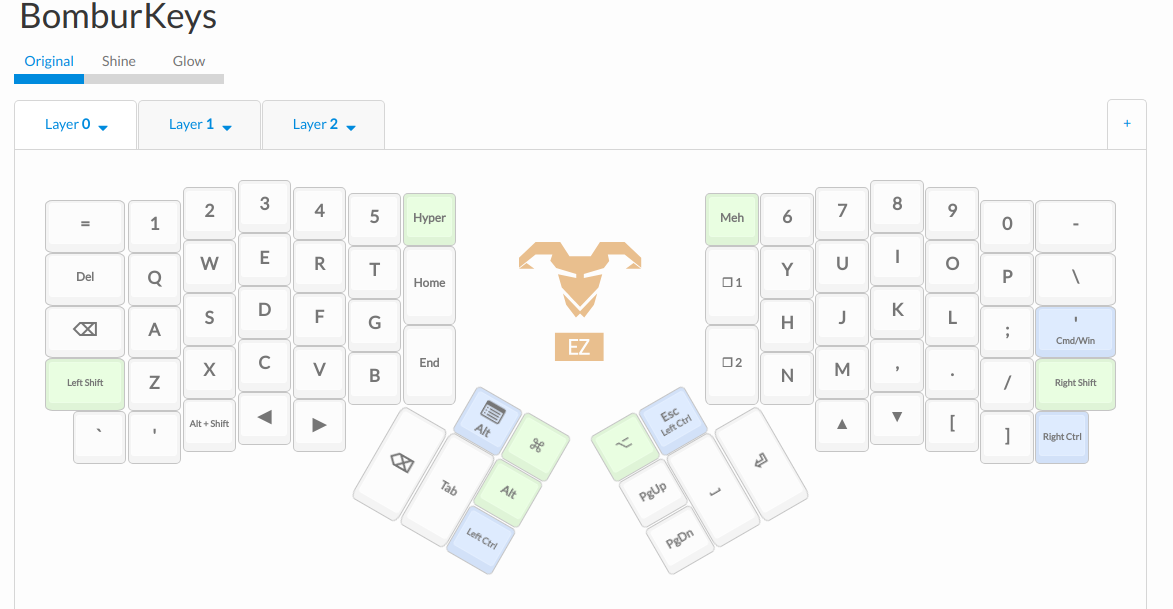 BomburKeys
Original Shine Glow
Layer 0 Layer 1 Layer 2 +
= 1 2 3 4 5 Hyper Meh 6 7 8 9 0 -
Del Q W E R T Home ❐ 1 Y U I O P \
⌫ A S D F G H J K L ; '
Cmd/Win
Left Shift Z X C V B End ❐ 2 N M , . / Right Shift
` ' Alt + Shift ◀ ▶ ▲ ▼ [ ] Right Ctrl
EZ
Alt ⌘ ⌥ Esc
Left Ctrl
⌫ Tab Alt PgUp ⎵ ⏎
Left Ctrl PgDn